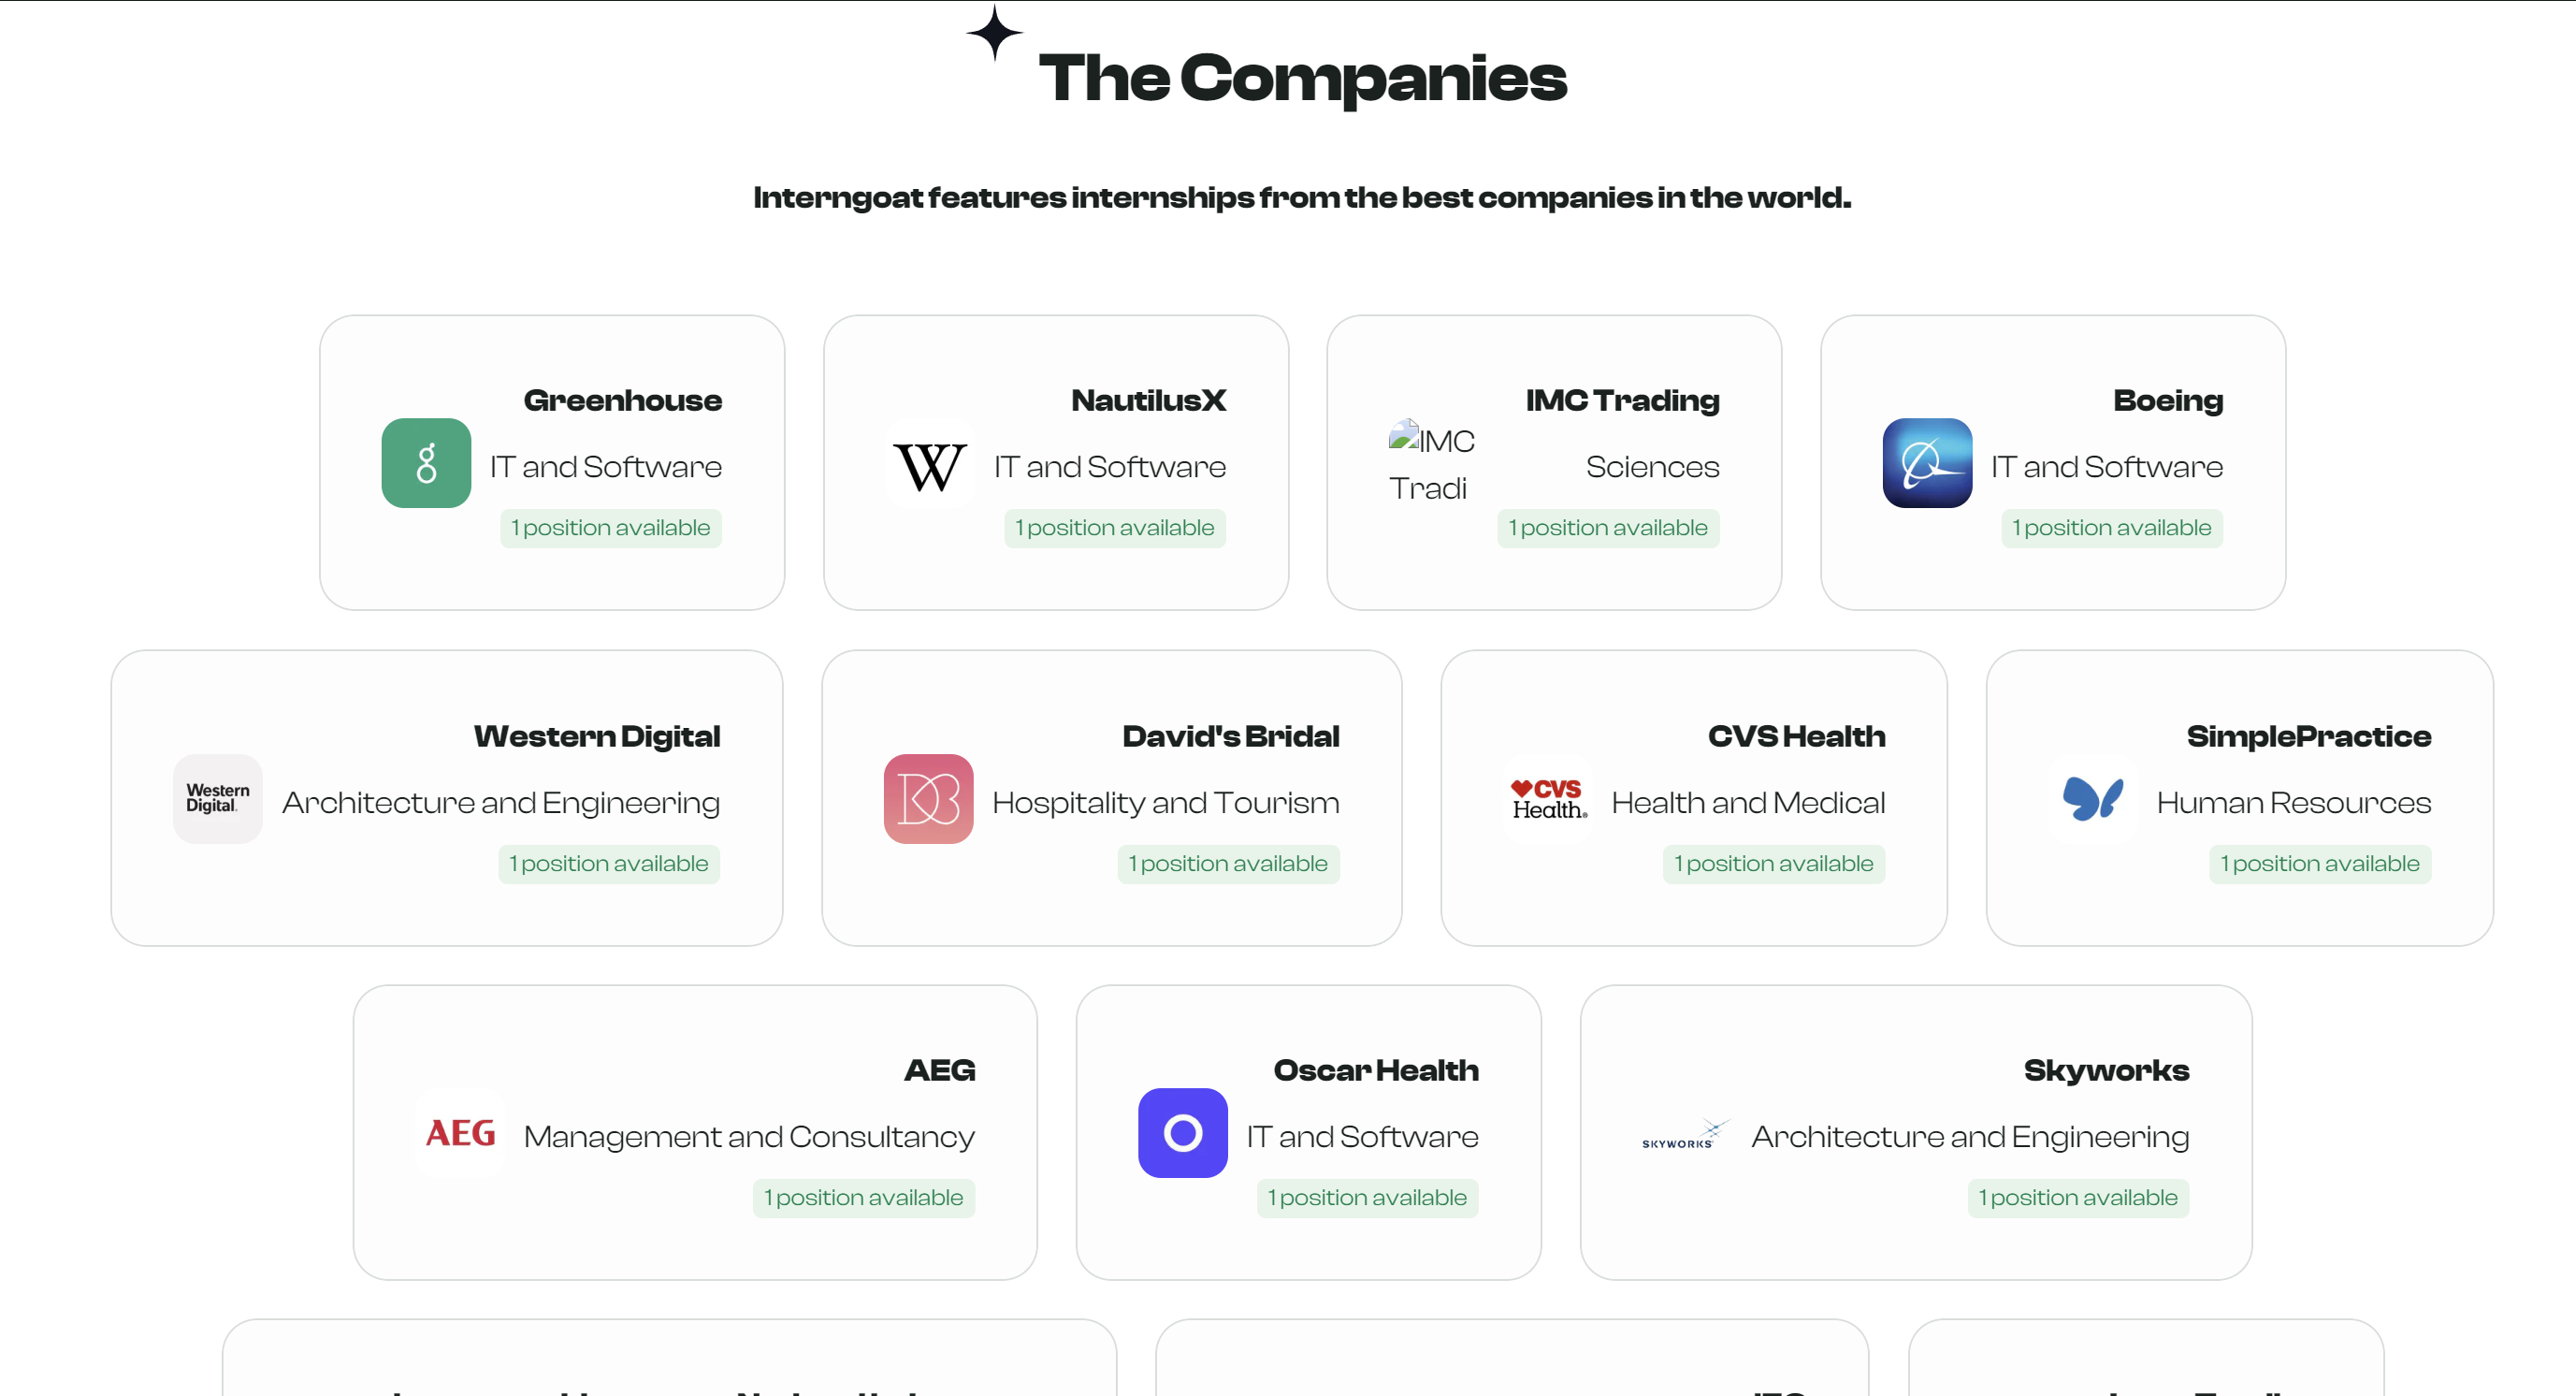 The Companies
Interngoat features internships from the best companies in the world.
Greenhouse
IT and Software
1 position available
W
NautilusX
IT and Software
1 position available
IMC
Tradi
IMC Trading
Sciences
1 position available
Boeing
IT and Software
1 position available
Western
Digital.
Western Digital
Architecture and Engineering
1 position available
DB
David's Bridal
Hospitality and Tourism
1 position available
CVS
Health®
CVS Health
Health and Medical
1 position available
SimplePractice
Human Resources
1 position available
AEG
AEG
Management and Consultancy
1 position available
Oscar Health
IT and Software
1 position available
SKYWORKS
Skyworks
Architecture and Engineering
1 position available